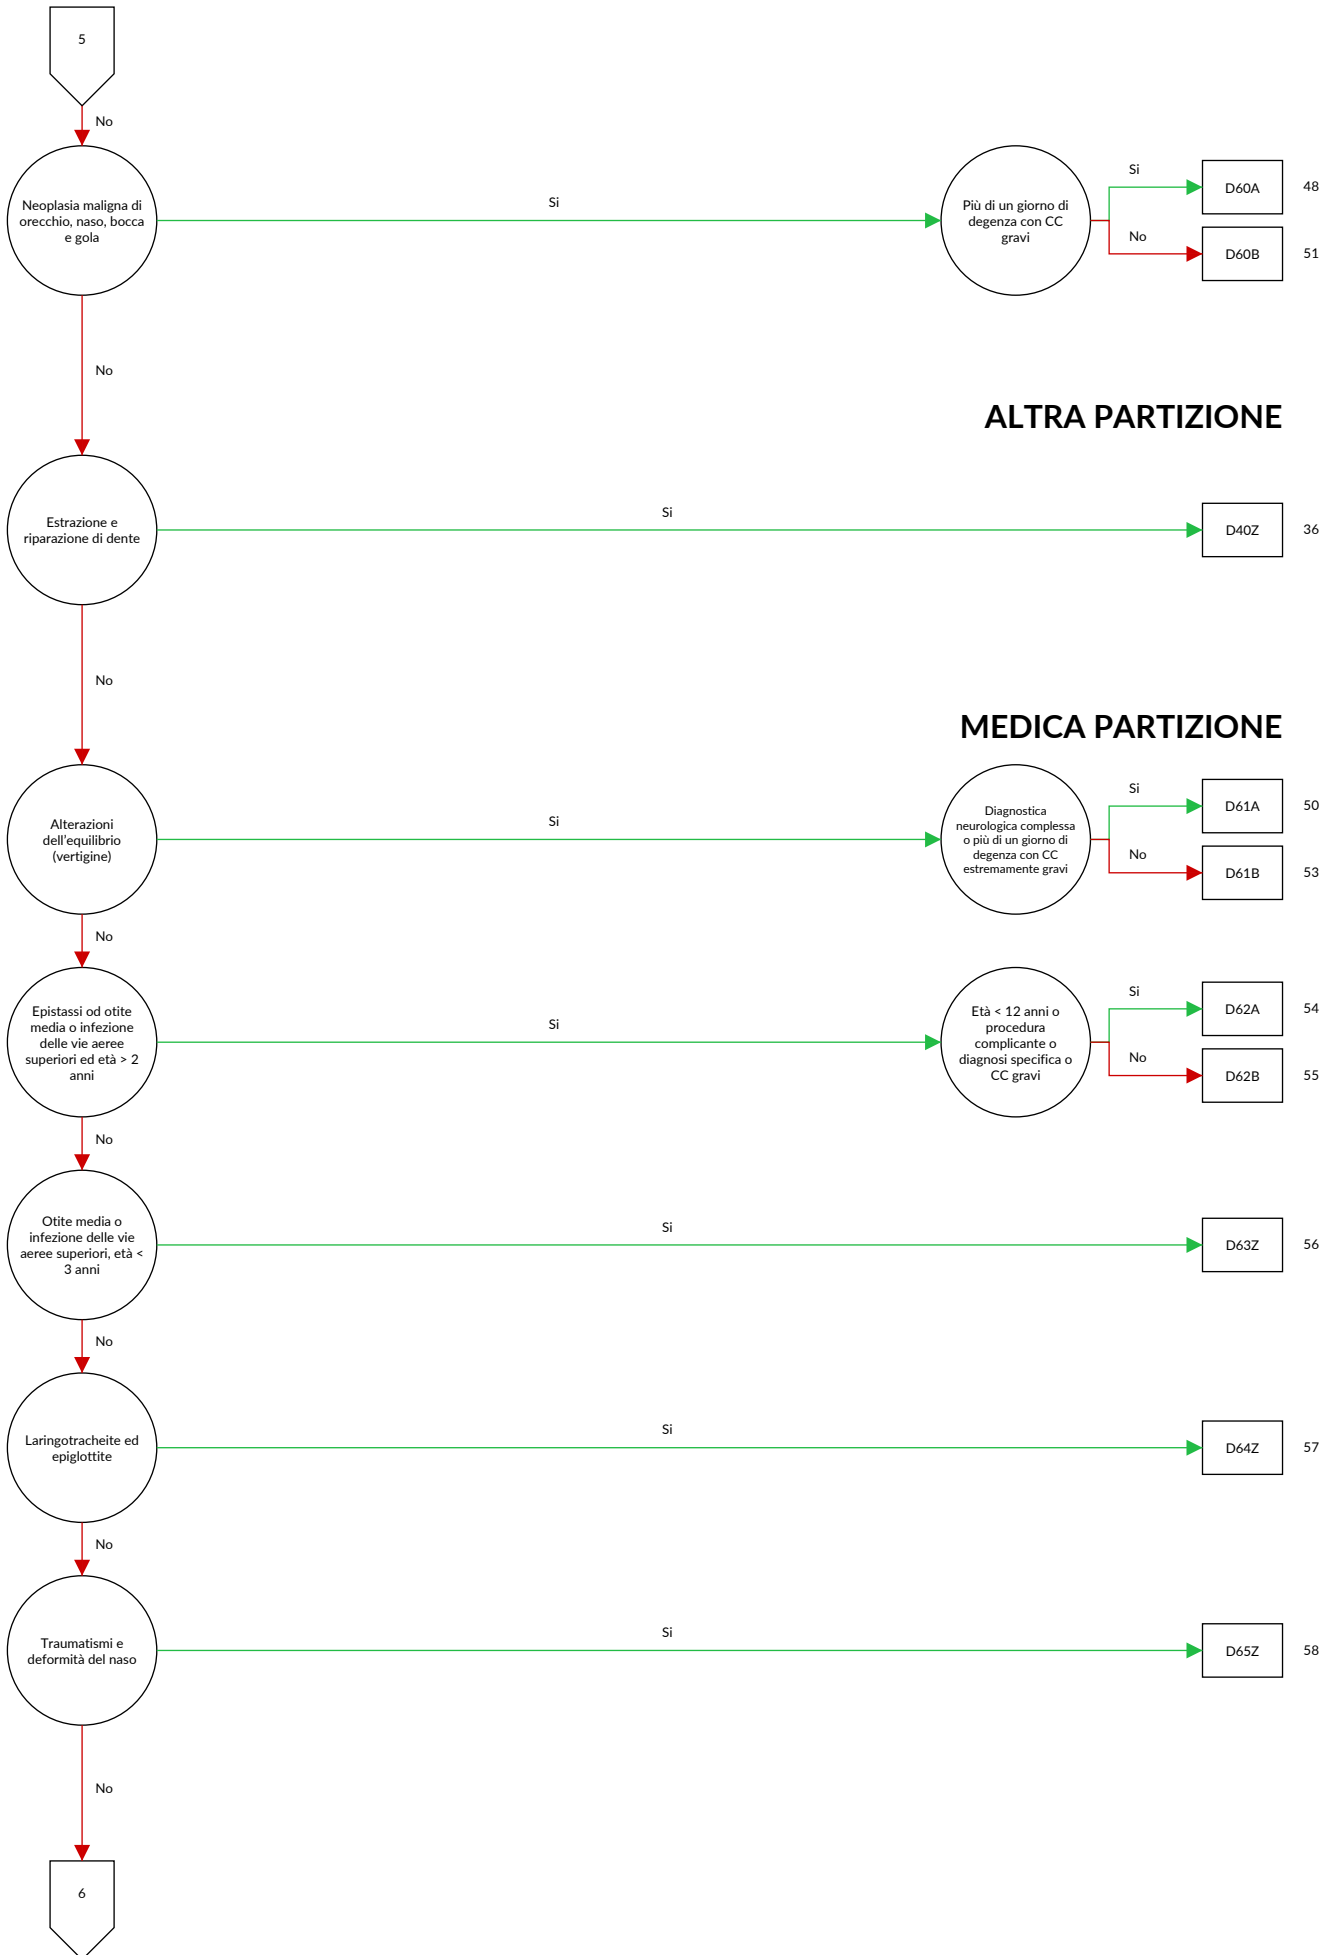 5
No
Neoplasia maligna di
orecchio, naso, bocca
e gola
Si
Più di un giorno di
degenza con CC
gravi
Si
D60A
48
No
D60B
51
No
ALTRA PARTIZIONE
Estrazione e
riparazione di dente
Si
D40Z
36
No
MEDICA PARTIZIONE
Alterazioni
dell'equilibrio
(vertigine)
Si
Diagnostica
neurologica complessa
o più di un giorno di
degenza con CC
estremamente gravi
Si
D61A
50
No
D61B
53
No
Epistassi od otite
media o infezione
delle vie aeree
superiori ed età > 2
anni
Si
Età < 12 anni o
procedura
complicante o
diagnosi specifica o
CC gravi
Si
D62A
54
No
D62B
55
No
Otite media o
infezione delle vie
aeree superiori, età <
3 anni
Si
D63Z
56
No
Laringotracheite ed
epiglottite
Si
D64Z
57
No
Traumatismi e
deformità del naso
Si
D65Z
58
No
6